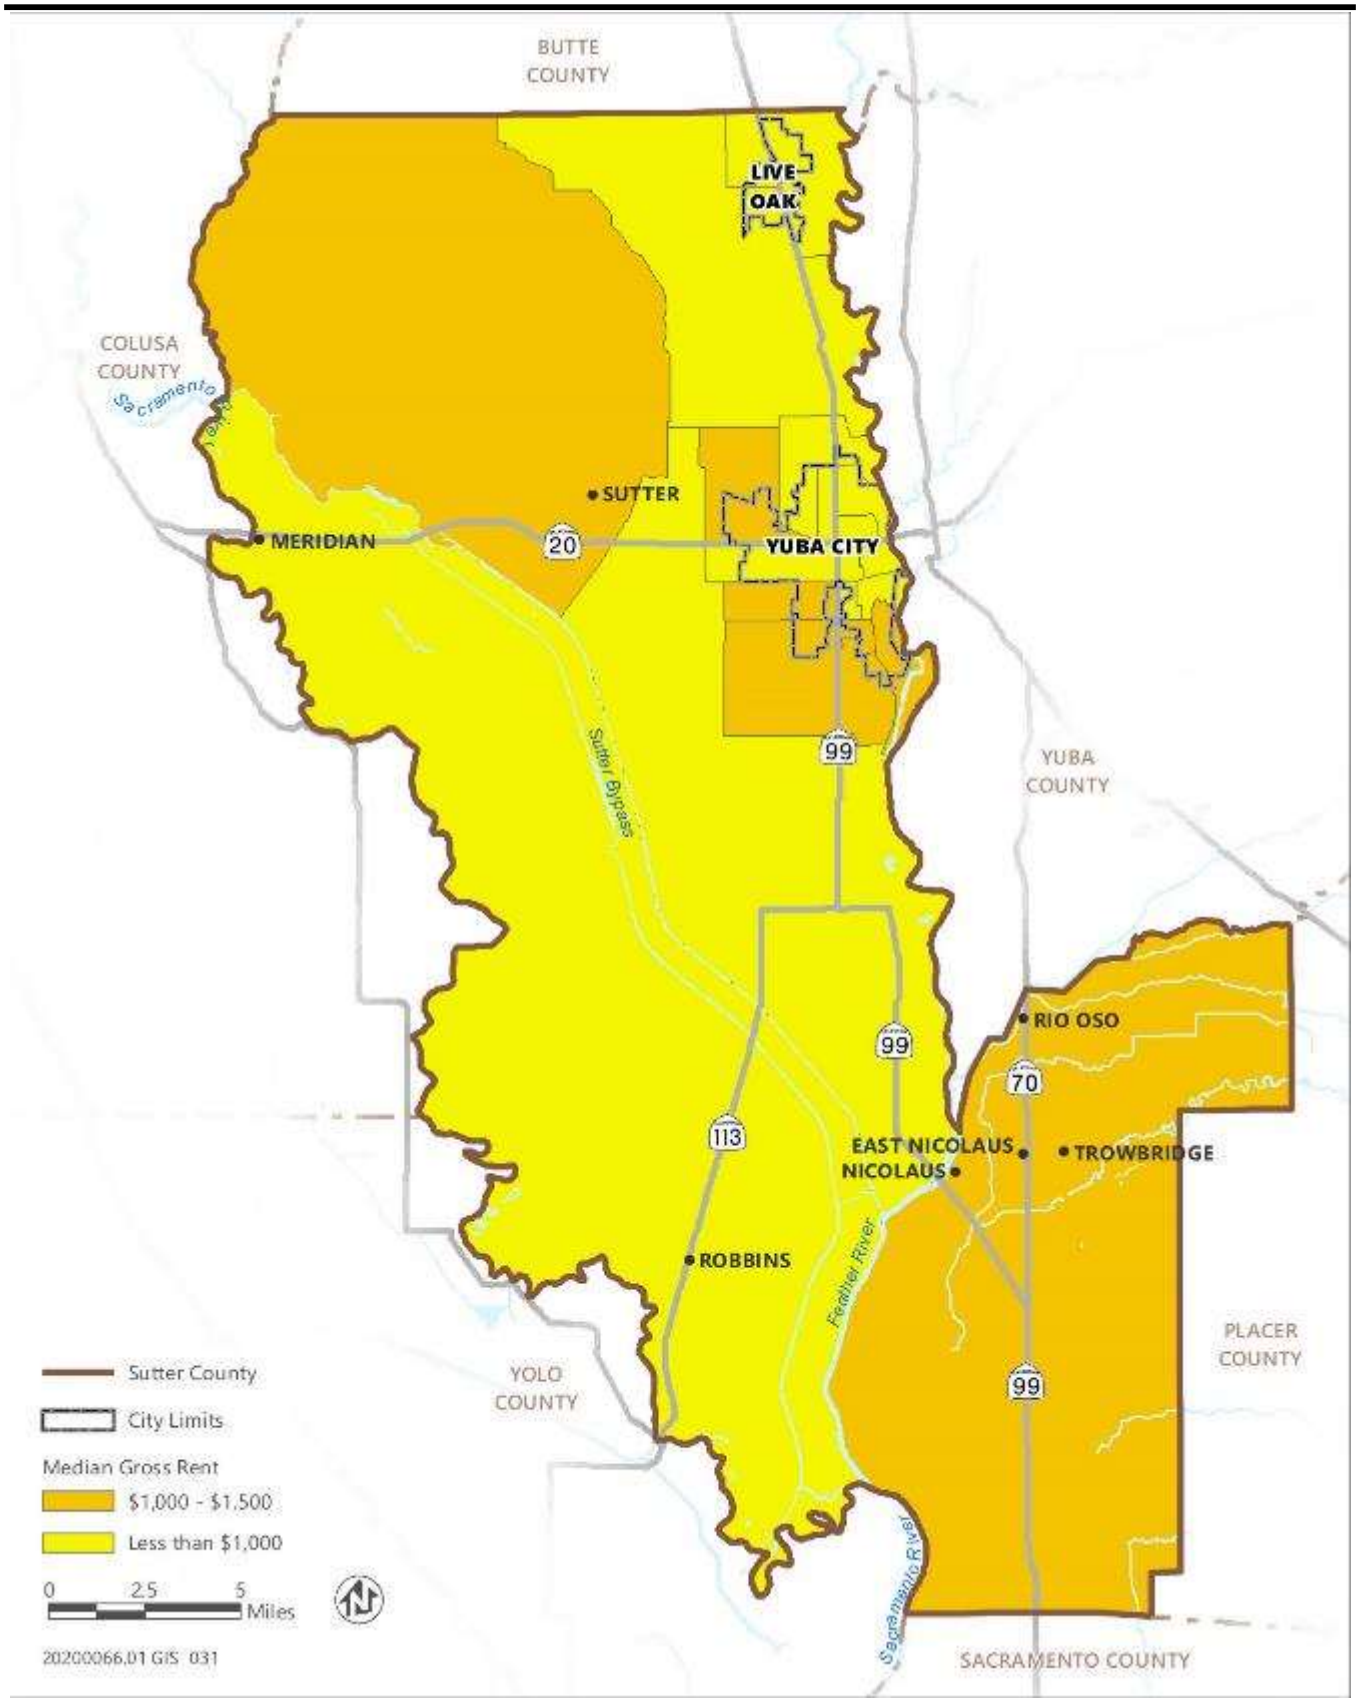 BUTTE
COUNTY
LIVE
OAK
COLUSA
COUNTY
Sacramento
River
SUTTER
MERIDIAN
20
YUBA CITY
Sutter Bypass
99
YUBA
COUNTY
RIO OSO
99
70
113
EAST NICOLAUS
TROWBRIDGE
NICOLAUS
ROBBINS
Feather River
PLACER
COUNTY
YOLO
COUNTY
99
Sacramento River
SACRAMENTO COUNTY
Sutter County
City Limits
Median Gross Rent
$1,000 - $1,500
Less than $1,000
0 2.5 5
Miles
N
20200066.01 GIS 031